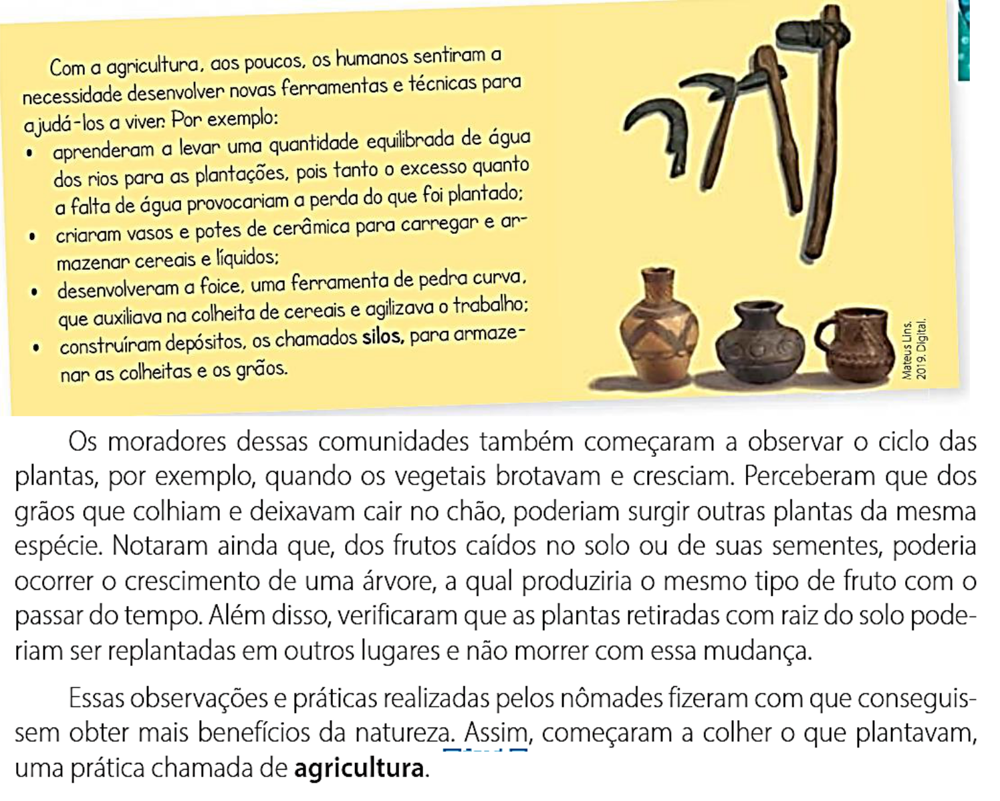 Com a agricultura, aos poucos, os humanos sentiram a
necessidade desenvolver novas ferramentas e técnicas para
ajudá-los a viver. Por exemplo:
• aprenderam a levar uma quantidade equilibrada de água
dos rios para as plantações, pois tanto o excesso quanto
a falta de água provocariam a perda do que foi plantado;
• criaram vasos e potes de cerâmica para carregar e ar-
mazenar cereais e líquidos;
• desenvolveram a foice, uma ferramenta de pedra curva,
que auxiliava na colheita de cereais e agilizava o trabalho;
• construíram depósitos, os chamados silos, para armaze-
nar as colheitas e os grãos.
Mateus Lins.
2019. Digital.
Os moradores dessas comunidades também começaram a observar o ciclo das
plantas, por exemplo, quando os vegetais brotavam e cresciam. Perceberam que dos
grãos que colhiam e deixavam cair no chão, poderiam surgir outras plantas da mesma
espécie. Notaram ainda que, dos frutos caídos no solo ou de suas sementes, poderia
ocorrer o crescimento de uma árvore, a qual produziria o mesmo tipo de fruto com o
passar do tempo. Além disso, verificaram que as plantas retiradas com raiz do solo pode-
riam ser replantadas em outros lugares e não morrer com essa mudança.
Essas observações e práticas realizadas pelos nômades fizeram com que conseguis-
sem obter mais benefícios da natureza. Assim, começaram a colher o que plantavam,
uma prática chamada de agricultura.